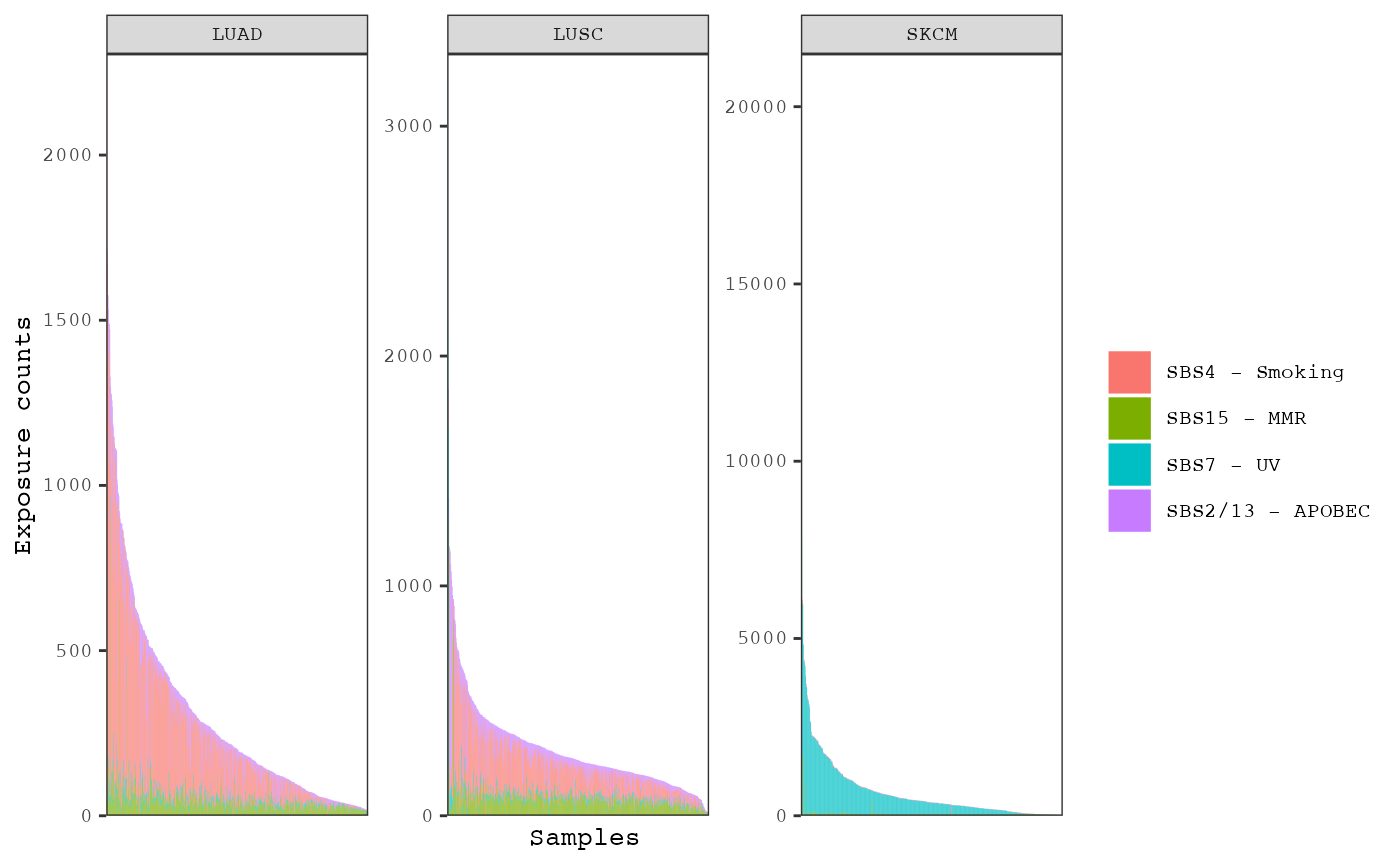 LUAD
LUSC
SKCM
Exposure counts
2000
1500
1000
500
0
3000
2000
1000
0
20000
15000
10000
5000
0
Samples
SBS4 - Smoking
SBS15 - MMR
SBS7 - UV
SBS2/13 - APOBEC